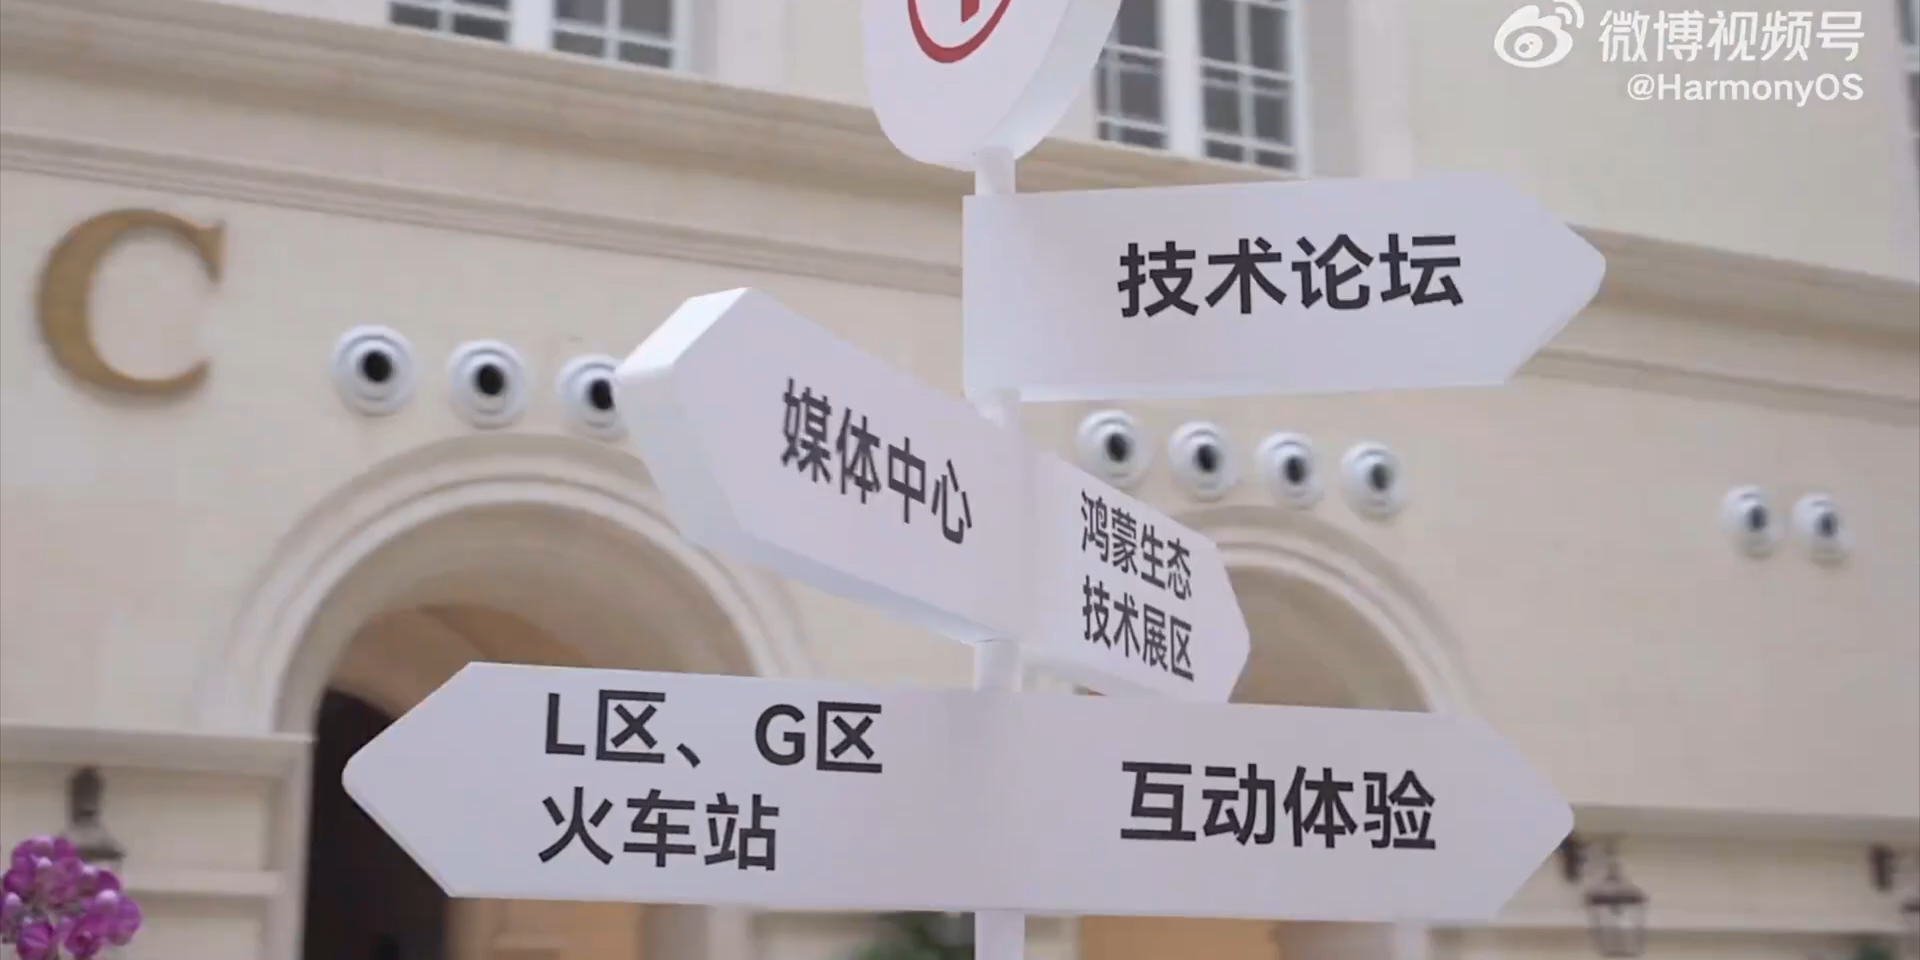 微博视频号
@HarmonyOS
C
技术论坛
媒体中心
鸿蒙生态
技术展区
L区、G区
火车站
互动体验